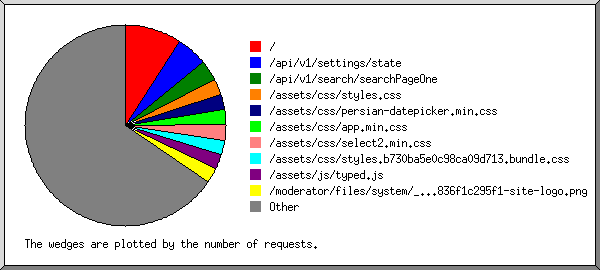 /
/api/v1/settings/state
/api/v1/search/searchPageOne
/assets/css/styles.css
/assets/css/persian-datepicker.min.css
/assets/css/app.min.css
/assets/css/select2.min.css
/assets/css/styles.b730ba5e0c98ca09d713.bundle.css
/assets/js/typed.js
/moderator/files/system/_...836f1c295f1-site-logo.png
Other
The wedges are plotted by the number of requests.